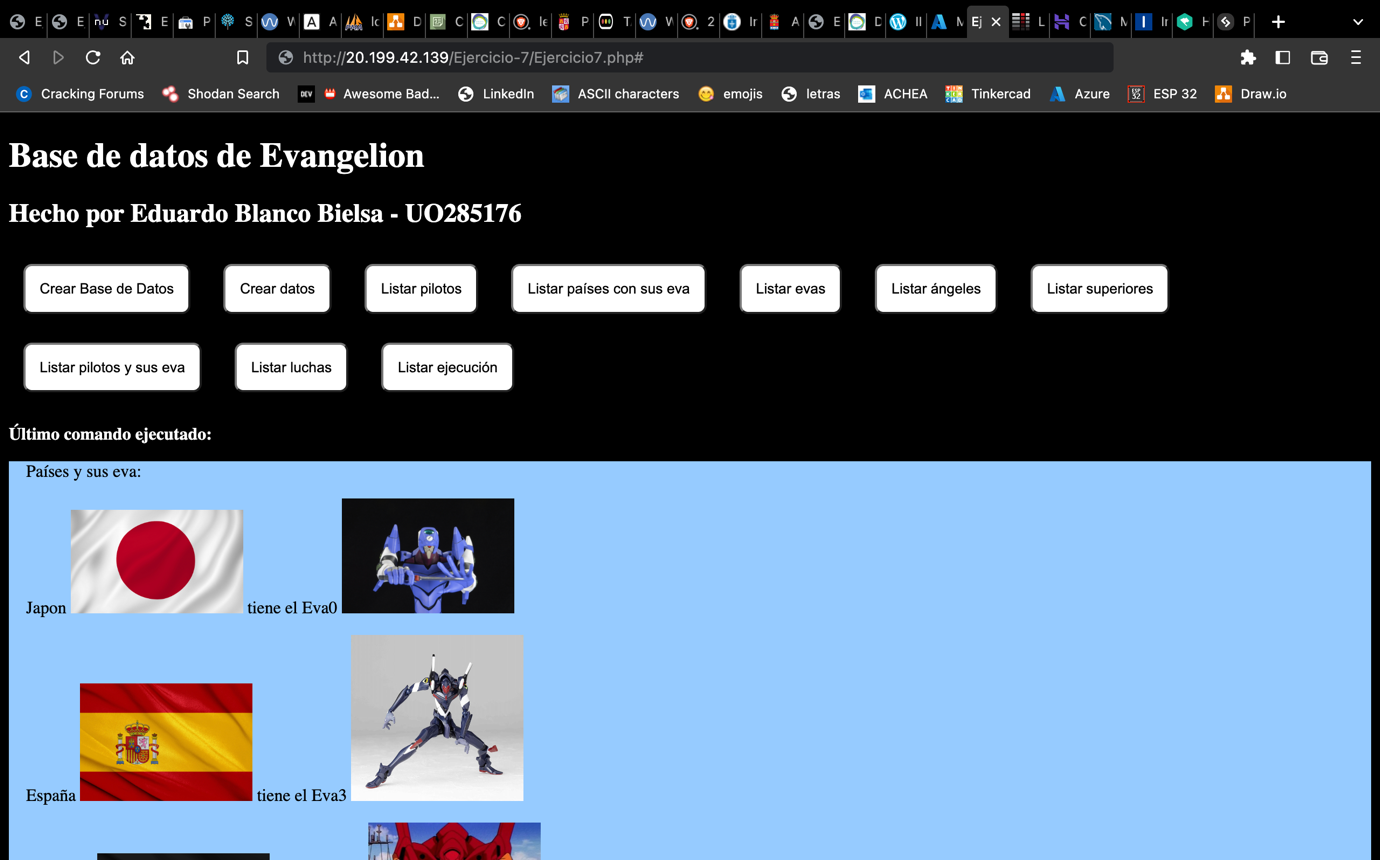 http://20.199.42.139/Ejercicio-7/Ejercicio7.php#
Cracking Forums Shodan Search DEV Awesome Bad... LinkedIn ASCII characters emojis letras ACHEA Tinkercad Azure ESP 32 Draw.io
Base de datos de Evangelion
Hecho por Eduardo Blanco Bielsa - UO285176
Crear Base de Datos Crear datos Listar pilotos Listar países con sus eva Listar evas Listar ángeles Listar superiores
Listar pilotos y sus eva Listar luchas Listar ejecución
Último comando ejecutado:
Países y sus eva:
Japon tiene el Eva0
España tiene el Eva3